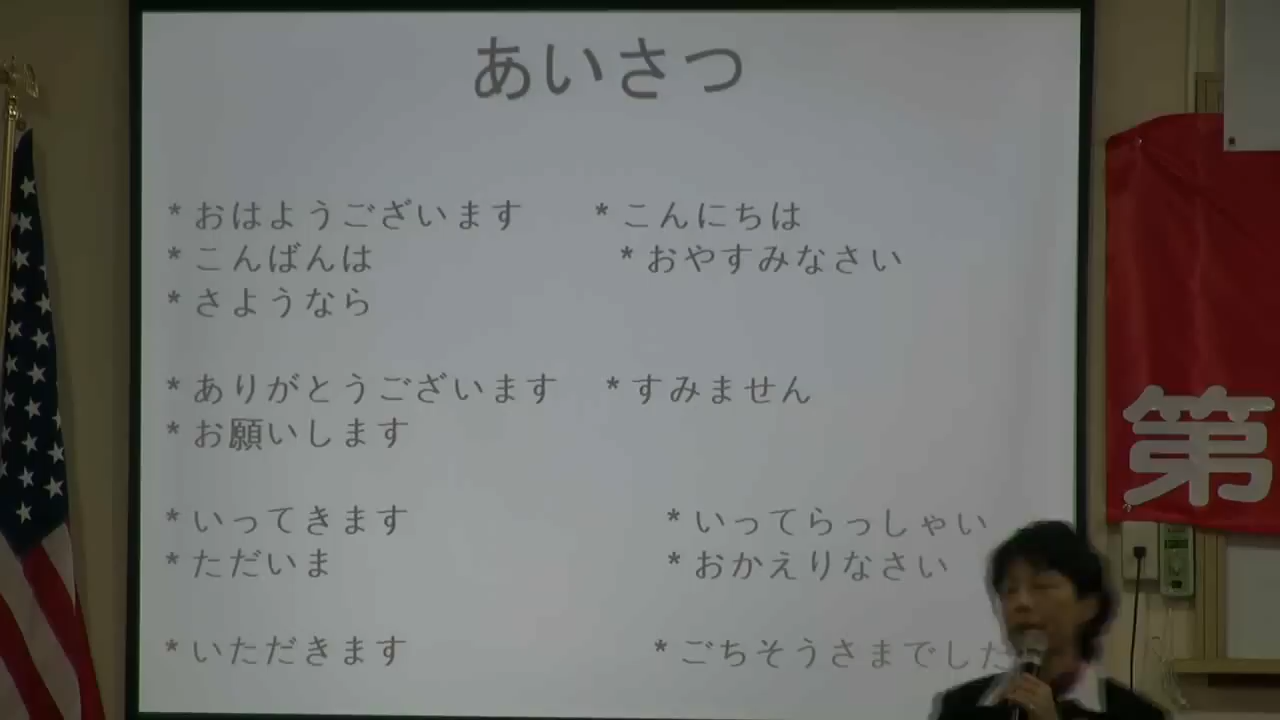 あいさつ
* おはようございます * こんにちは
* こんばんは * おやすみなさい
* さようなら
* ありがとうございます * すみません
* お願いします
* いってきます * いってらっしゃい
* ただいま * おかえりなさい
* いただきます * ごちそうさまでした
第